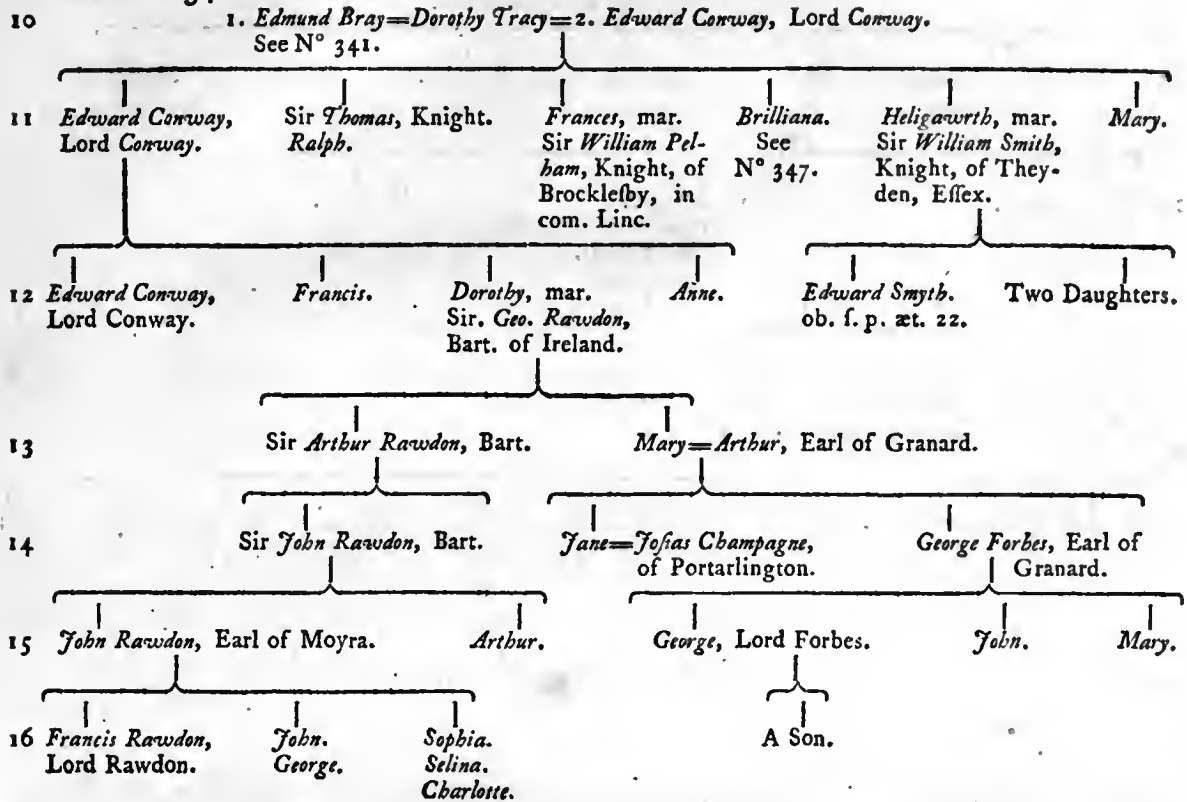 10 1. Edmund Bray=Dorothy Tracy=2. Edward Conway, Lord Conway.
See N° 341.
11 Edward Conway, Sir Thomas, Knight. Frances, mar. Brilliana. Heligawrth, mar. Mary.
Lord Conway. Ralph. Sir William Pel- See Sir William Smith,
ham, Knight, of N° 347. Knight, of They-
Brockleſby, in den, Eſſex.
com. Linc.
12 Edward Conway, Francis. Dorothy, mar. Anne. Edward Smyth. Two Daughters.
Lord Conway. Sir. Geo. Rawdon, ob. ſ. p. æt. 22.
Bart. of Ireland.
13 Sir Arthur Rawdon, Bart. Mary=Arthur, Earl of Granard.
14 Sir John Rawdon, Bart. Jane=Joſias Champagne, George Forbes, Earl of
of Portarlington. Granard.
15 John Rawdon, Earl of Moyra. Arthur. George, Lord Forbes. John. Mary.
16 Francis Rawdon, John. Sophia. A Son.
Lord Rawdon. George. Selina.
Charlotte.